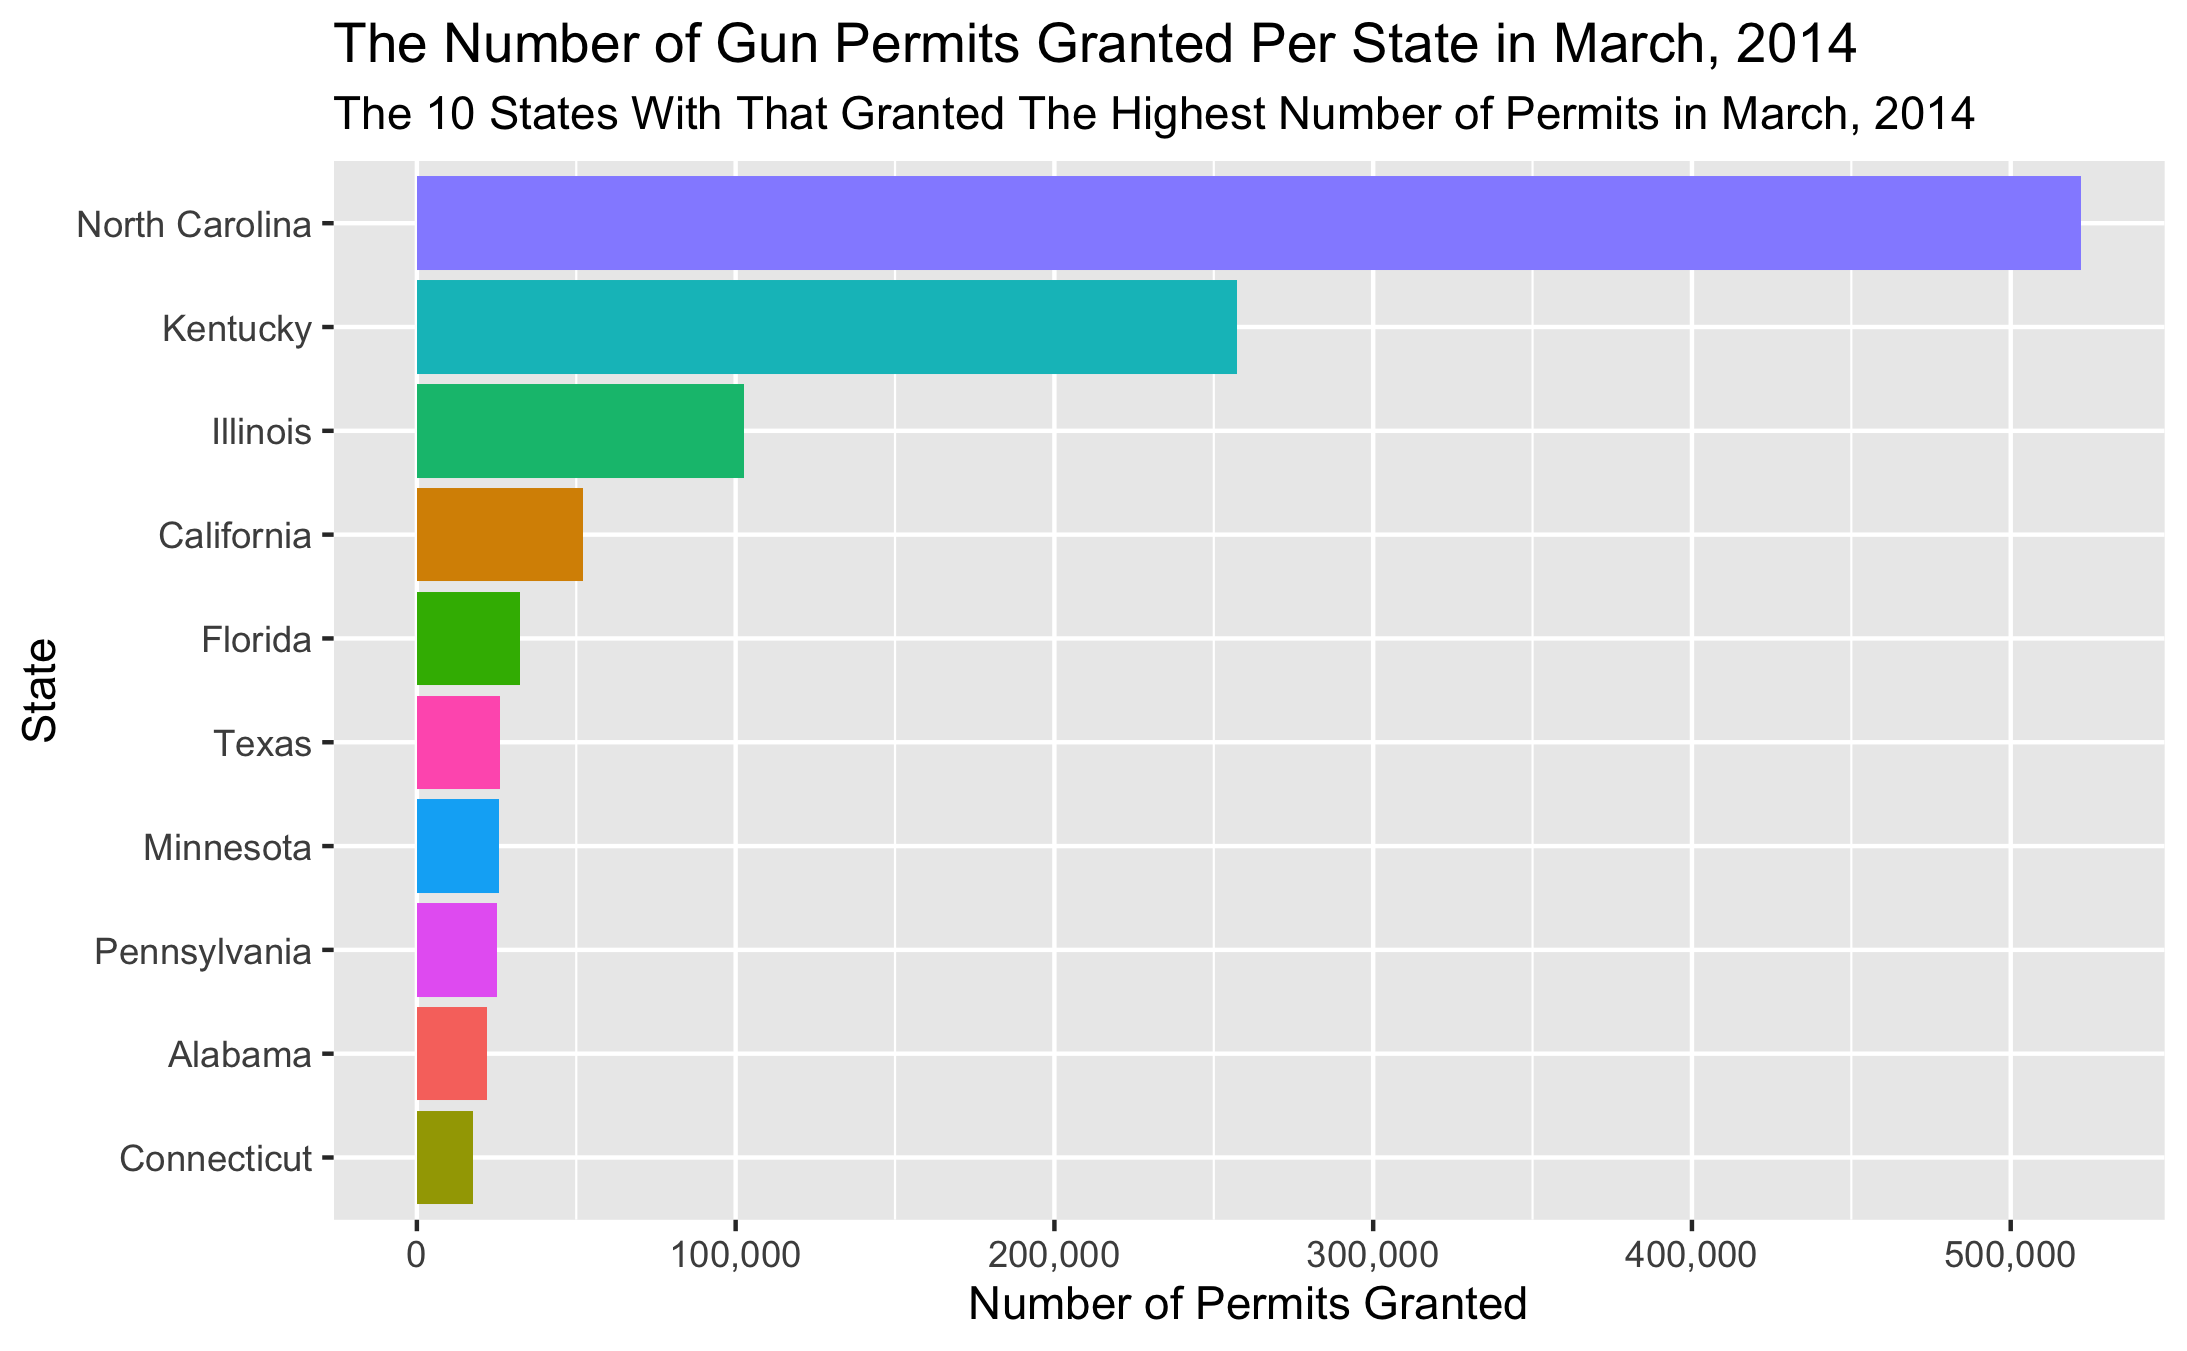 The Number of Gun Permits Granted Per State in March, 2014
The 10 States With That Granted The Highest Number of Permits in March, 2014
North Carolina
Kentucky
Illinois
California
Florida
Texas
Minnesota
Pennsylvania
Alabama
Connecticut
State
0 100,000 200,000 300,000 400,000 500,000
Number of Permits Granted